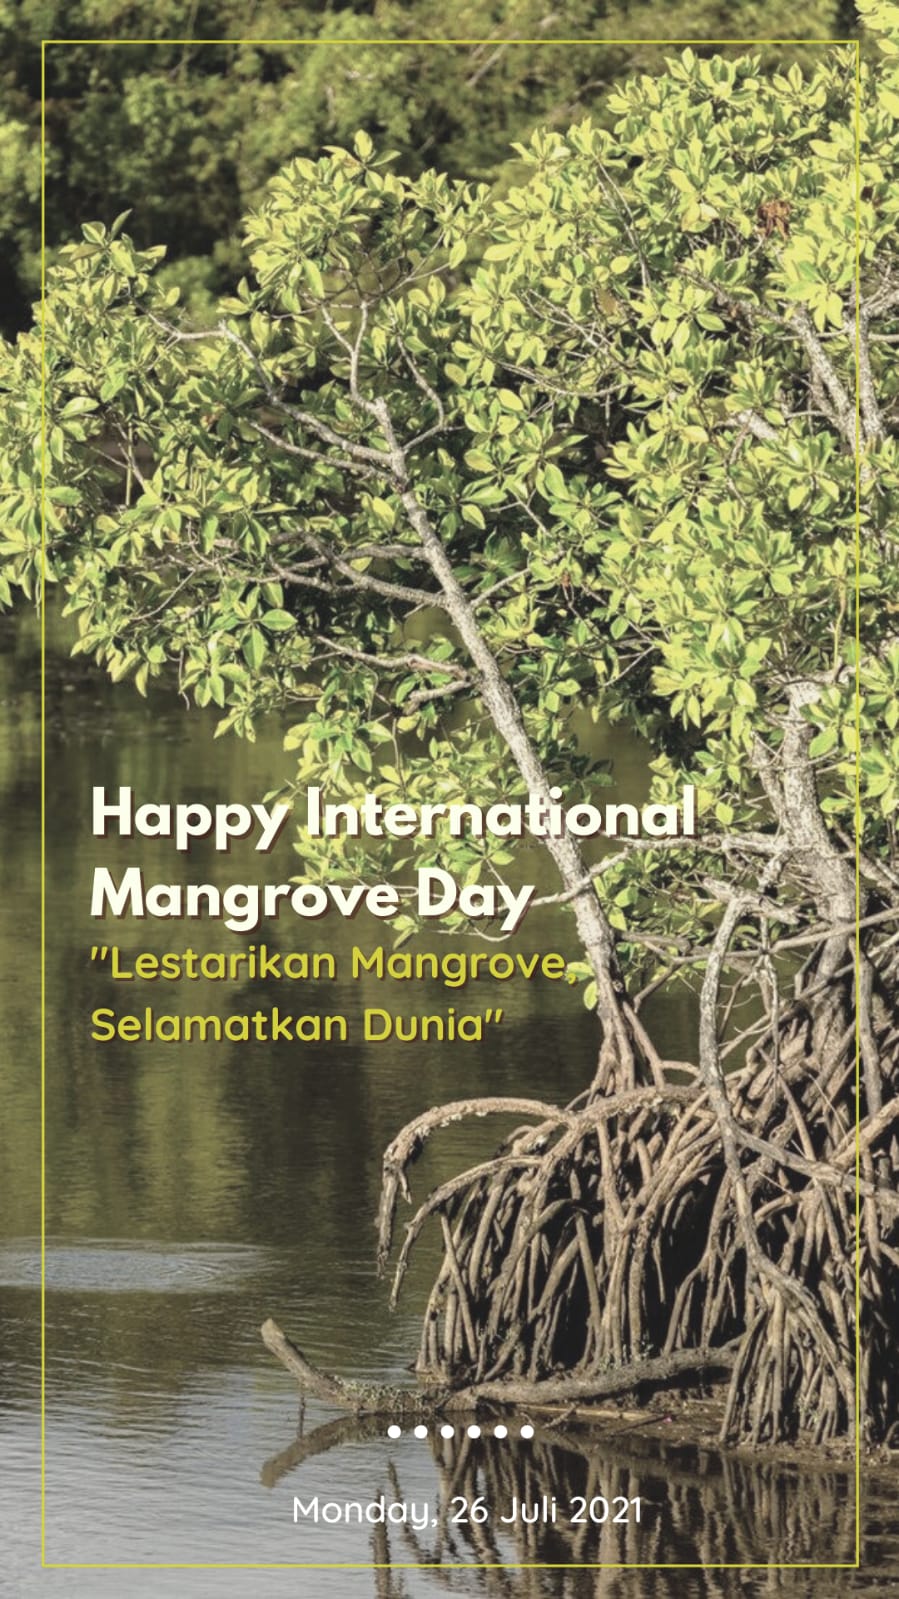 Happy International
Mangrove Day
"Lestarikan Mangrove,
Selamatkan Dunia"
Monday, 26 Juli 2021